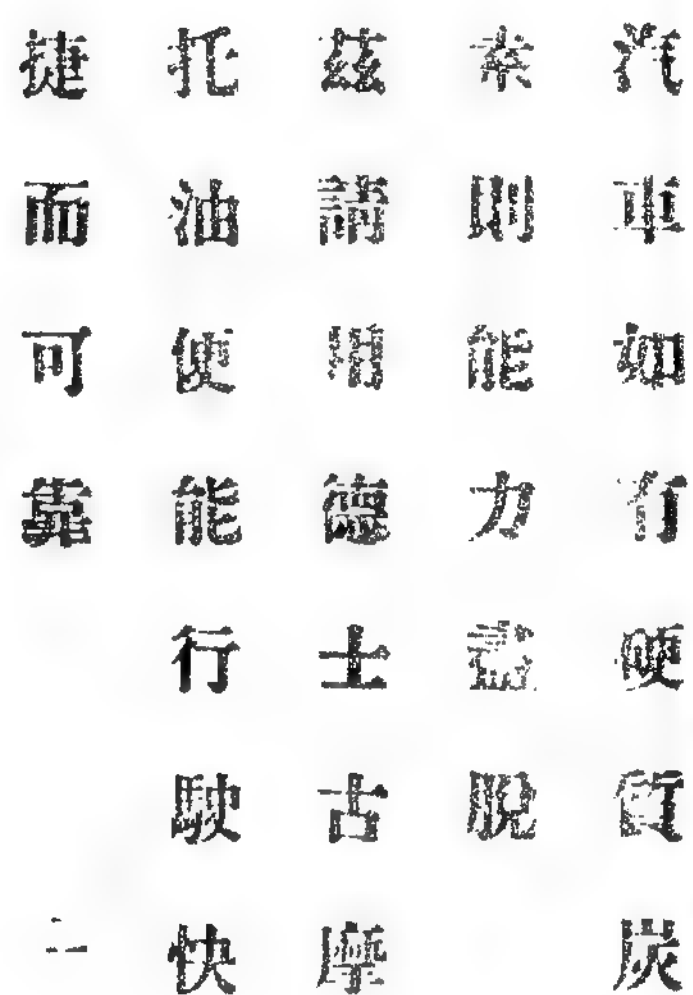 汽車如有硬質炭
素則能力盡脫
茲請用德士古摩
托油使能行駛快
捷而可靠